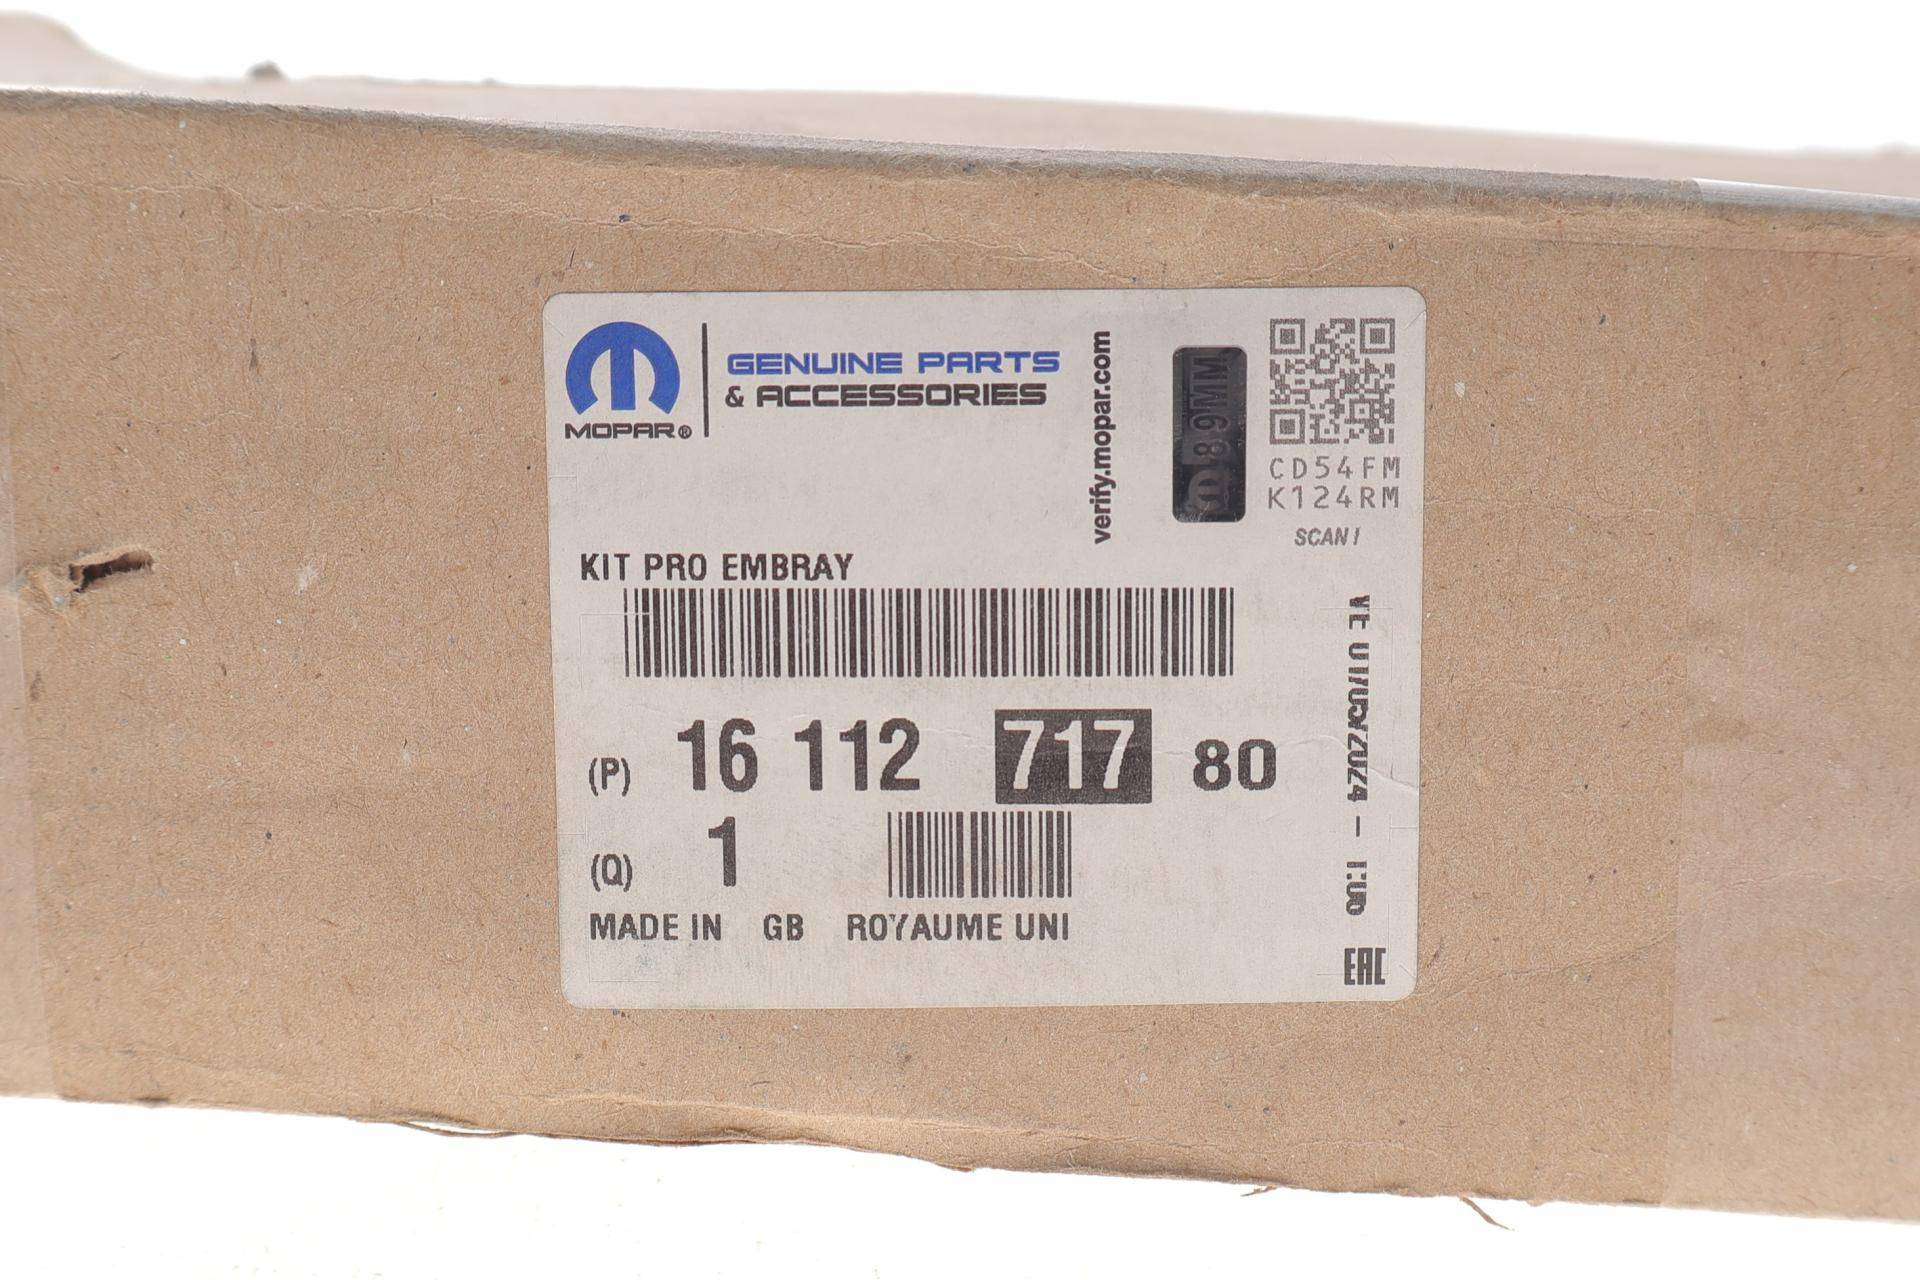 MOPAR®
GENUINE PARTS
& ACCESSORIES
verify.mopar.com
89MM
CD54FM
K124RM
SCAN!
KIT PRO EMBRAY
(P) 16 112 717 80
(Q) 1
MADE IN GB ROYAUME UNI
EAC